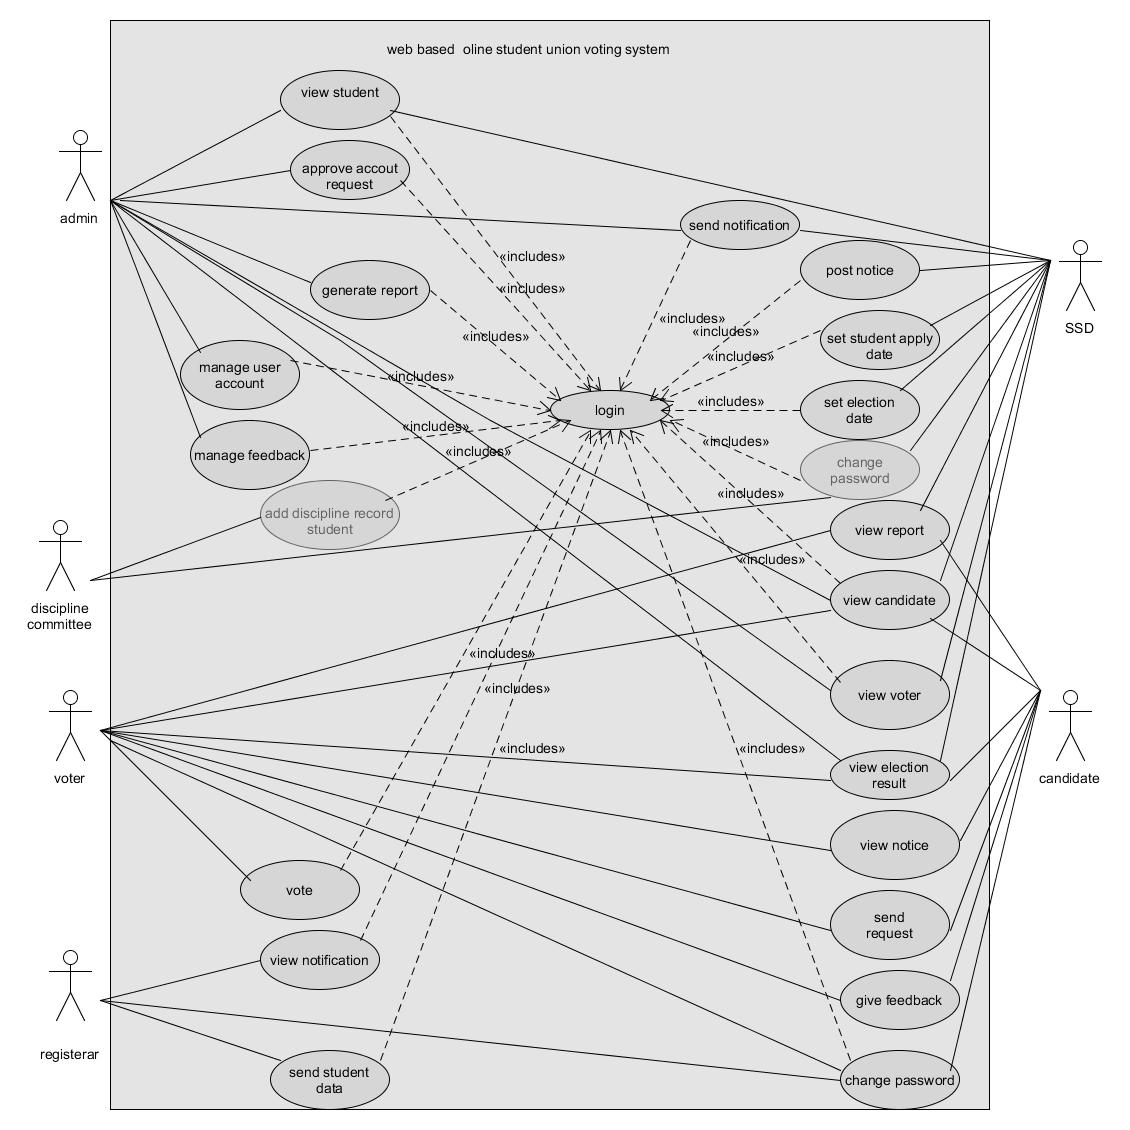 web based  oline student union voting system
view student
admin
approve accout
request
send notification
«includes»
post notice
SSD
«includes»
generate report
«includes»
«includes»
«includes»
set student apply
date
«includes»
manage user
account
«includes»
login
«includes»
set election
date
manage feedback
«includes»
«includes»
«includes»
change
password
«includes»
add discipline record
student
view report
«includes»
discipline
committee
view candidate
«includes»
«includes»
view voter
voter
«includes»
«includes»
view election
result
candidate
view notice
vote
send
request
view notification
give feedback
registerar
send student
data
change password